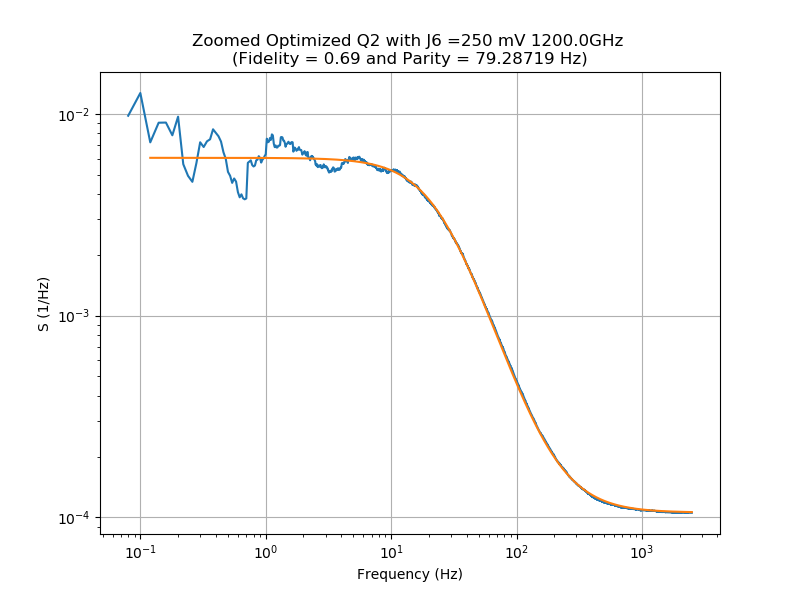 Zoomed Optimized Q2 with J6 =250 mV 1200.0GHz
(Fidelity = 0.69 and Parity = 79.28719 Hz)
S (1/Hz)
10⁻²
10⁻³
10⁻⁴
10⁻¹ 10⁰ 10¹ 10² 10³
Frequency (Hz)